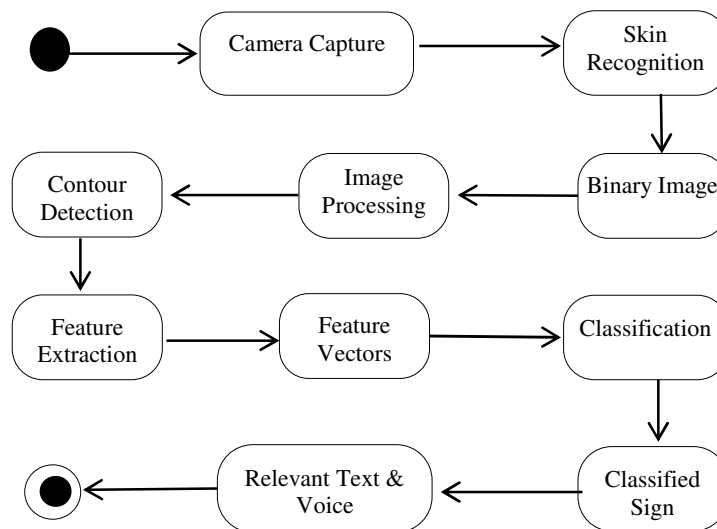 Camera Capture
Skin
Recognition
Binary Image
Image
Processing
Contour
Detection
Feature
Extraction
Feature
Vectors
Classification
Classified
Sign
Relevant Text &
Voice